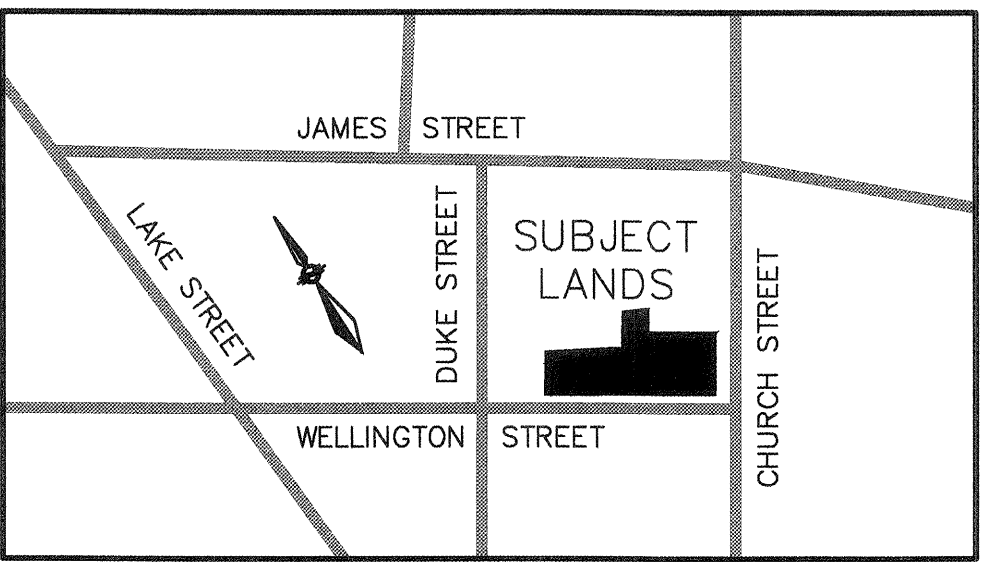 JAMES STREET
LAKE STREET
DUKE STREET
SUBJECT
LANDS
CHURCH STREET
WELLINGTON STREET